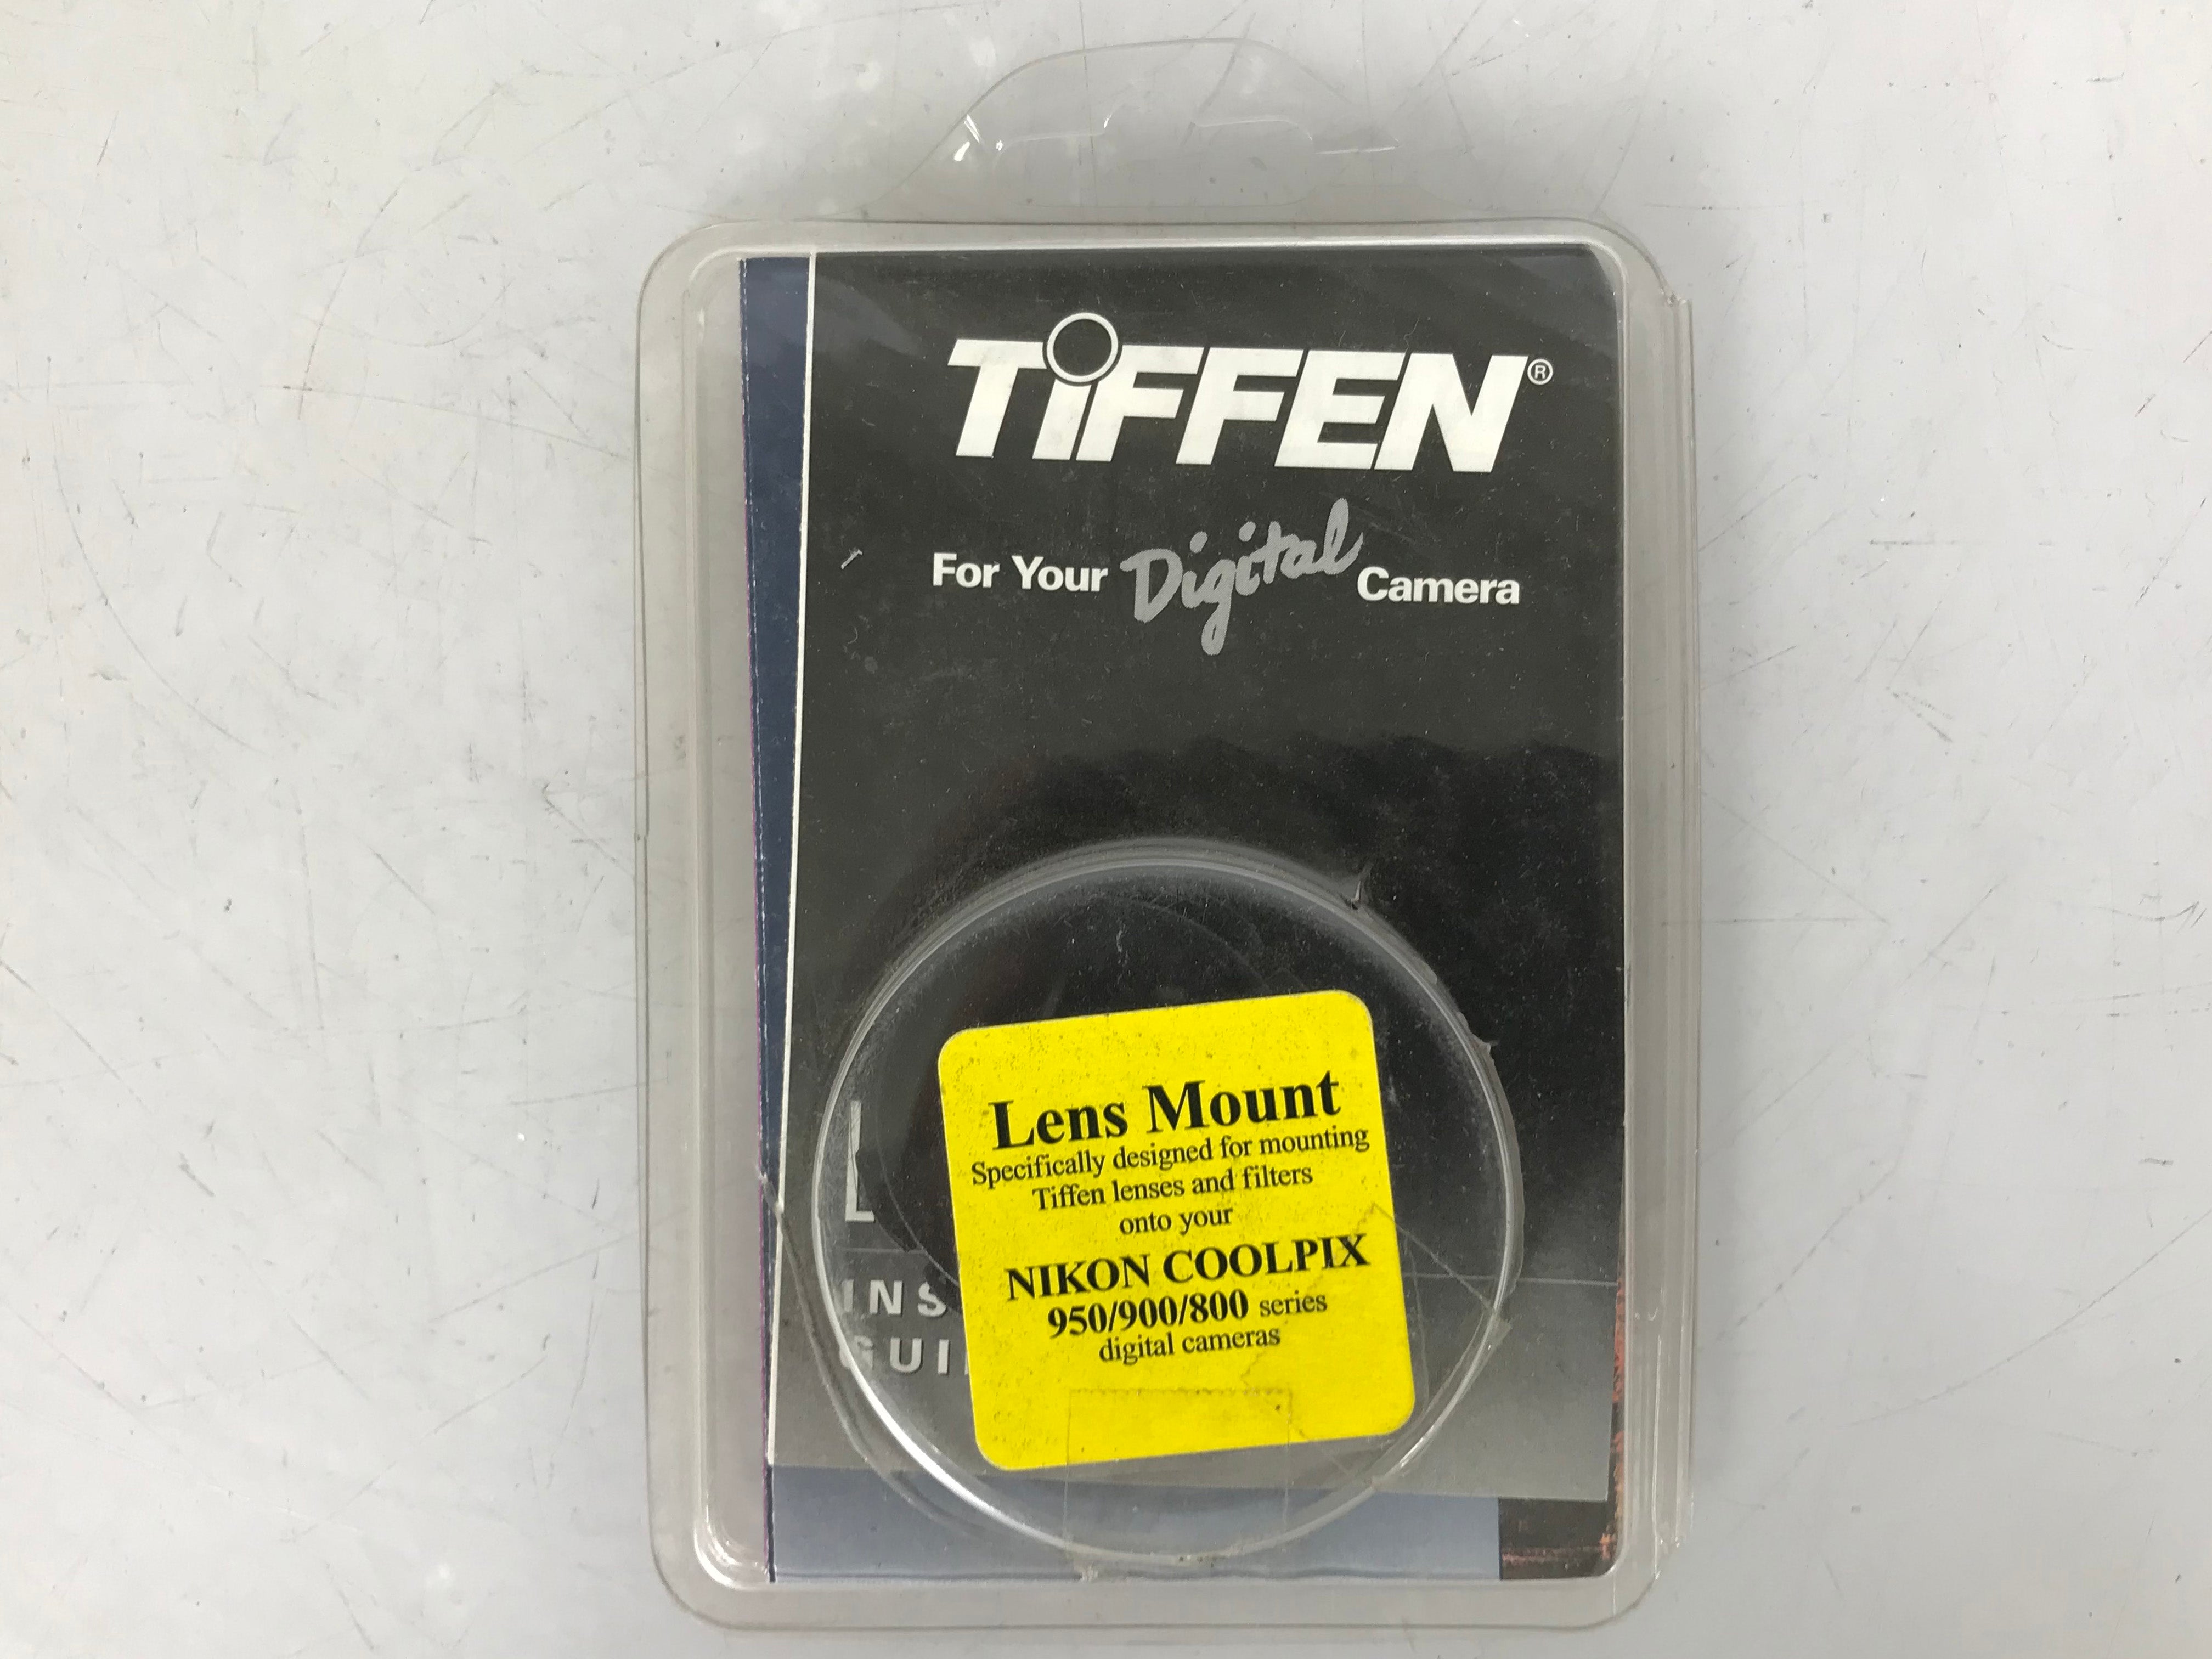 TiFFEN®
For Your Digital Camera
Lens Mount
Specifically designed for mounting
Tiffen lenses and filters
onto your
NIKON COOLPIX
950/900/800 series
digital cameras